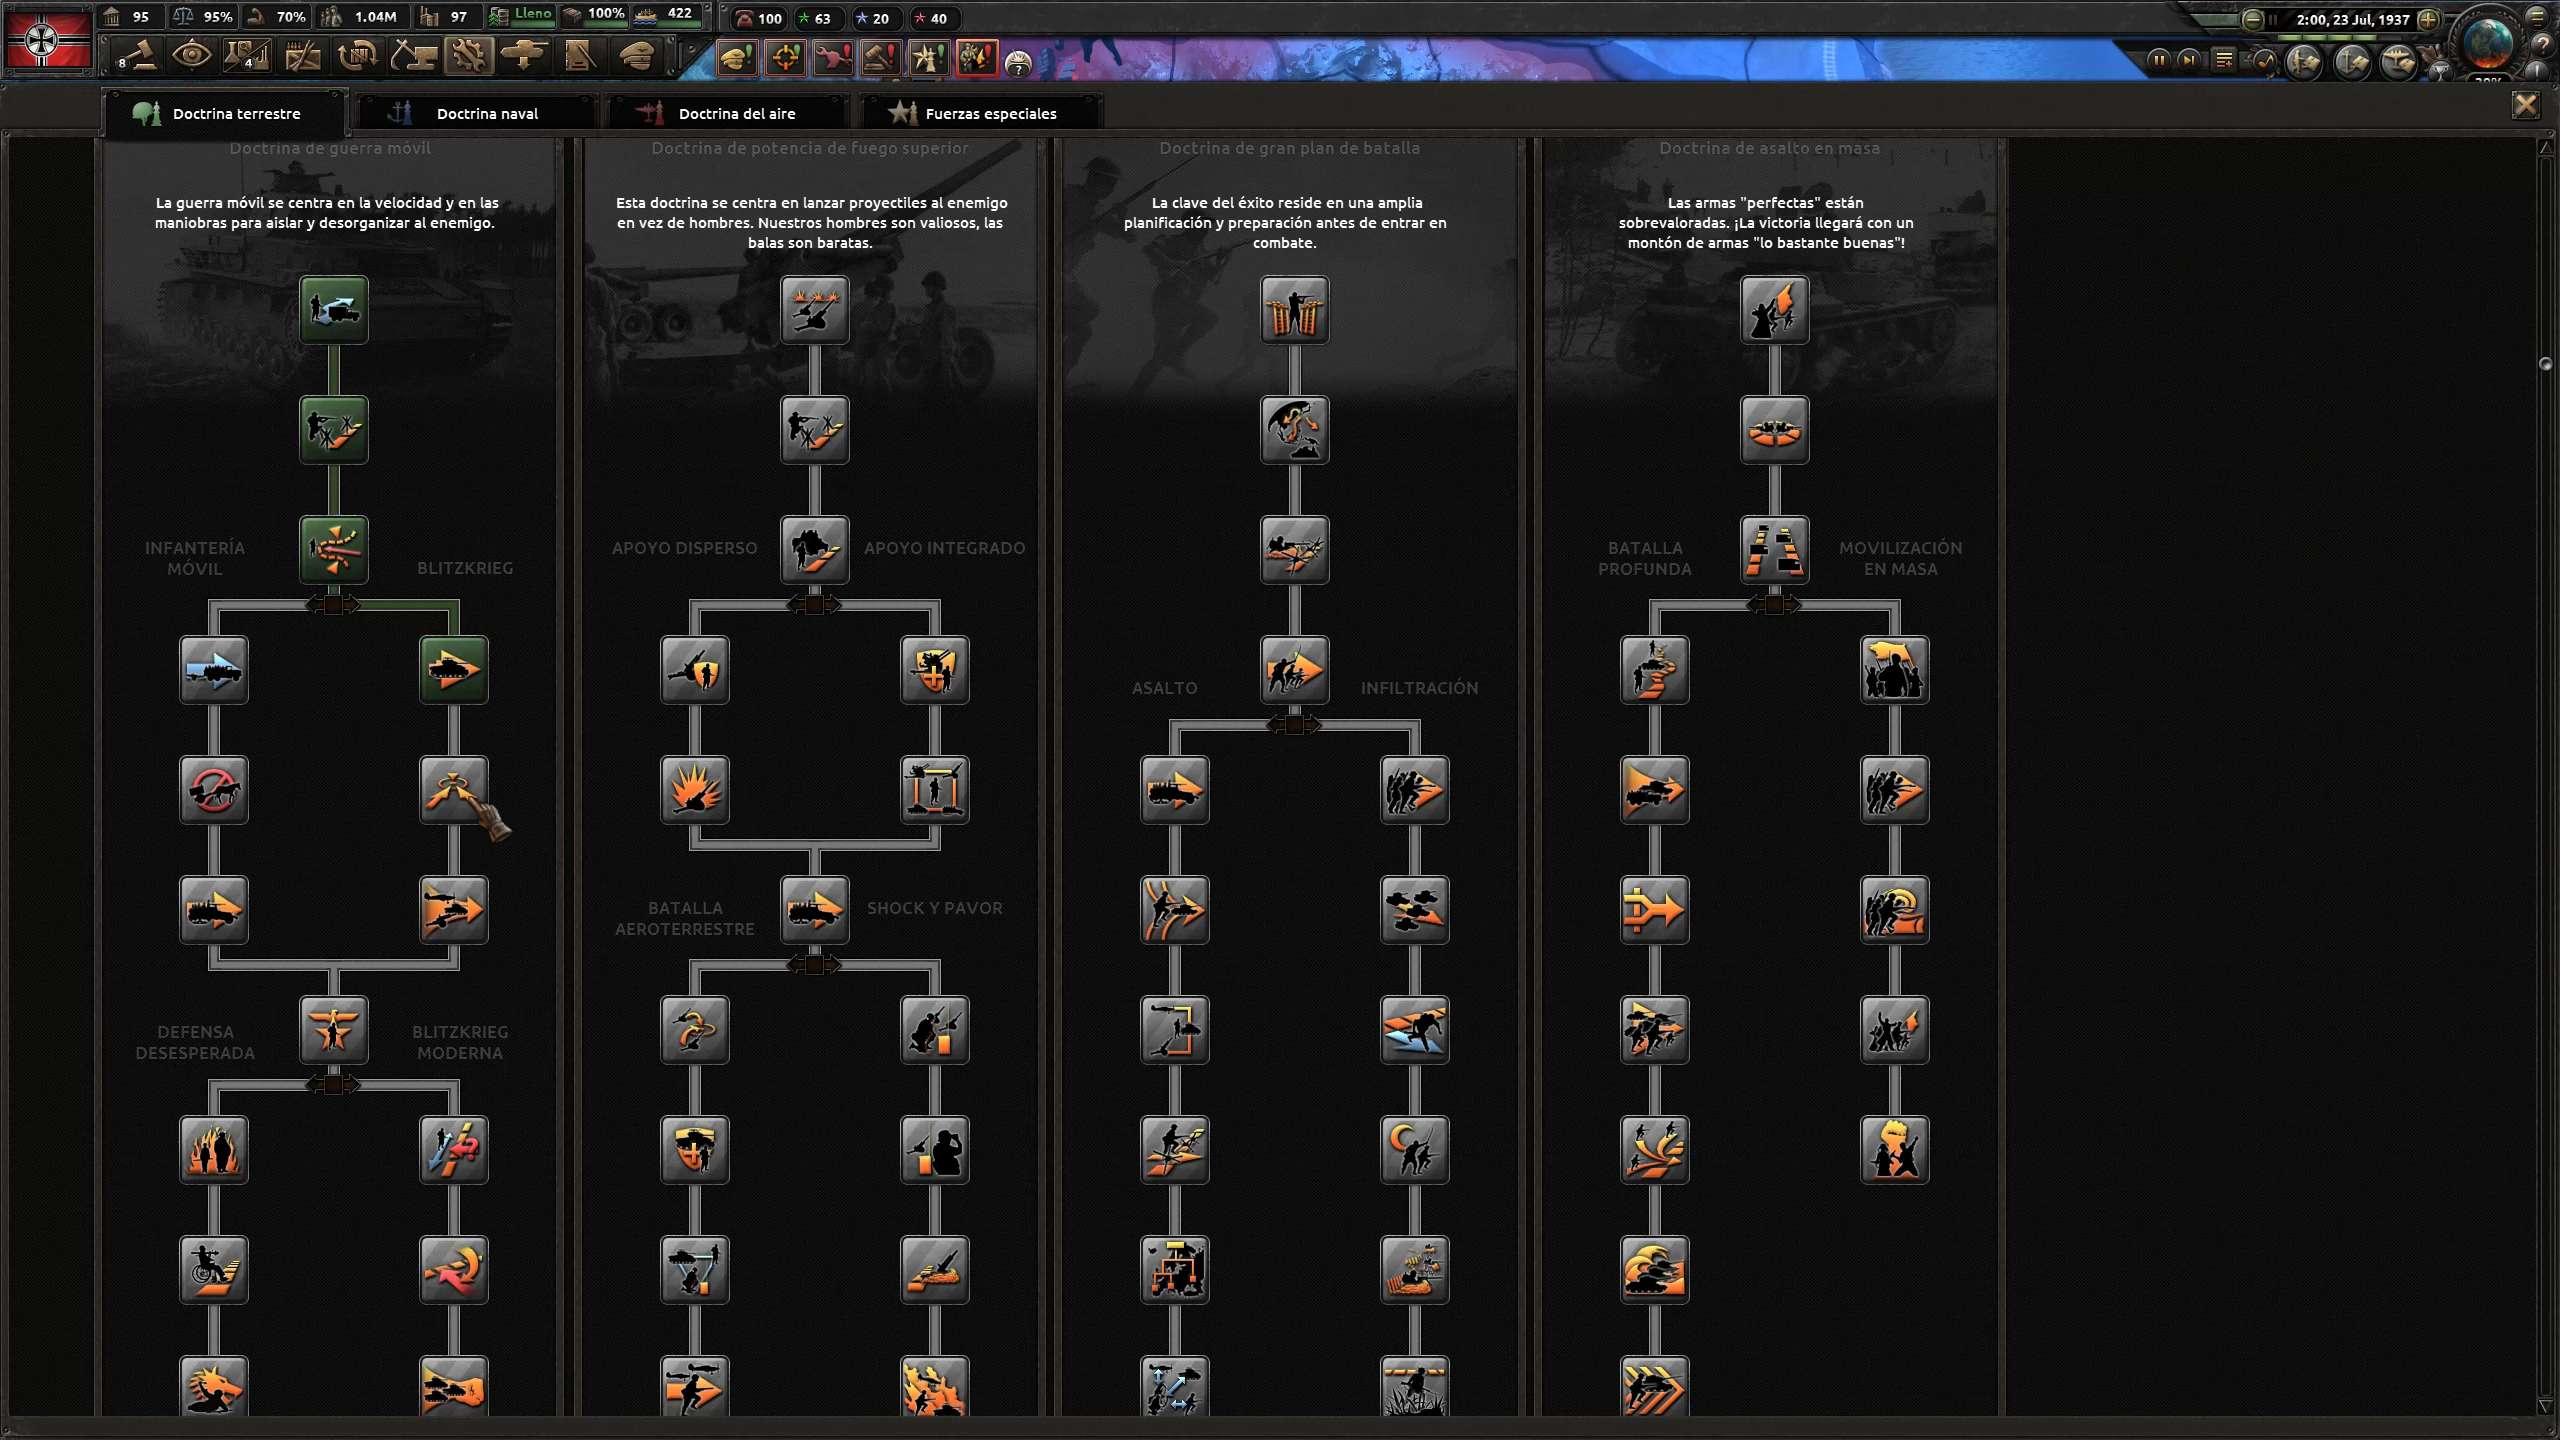 95 95% 70% 1.04M 97 Lleno 100% 422 100 63 20 40 2:00, 23 Jul, 1937
8 4
Doctrina terrestre Doctrina naval Doctrina del aire Fuerzas especiales
Doctrina de guerra móvil
La guerra móvil se centra en la velocidad y en las
maniobras para aislar y desorganizar al enemigo.
INFANTERÍA
MÓVIL
BLITZKRIEG
DEFENSA
DESESPERADA
BLITZKRIEG
MODERNA
Doctrina de potencia de fuego superior
Esta doctrina se centra en lanzar proyectiles al enemigo
en vez de hombres. Nuestros hombres son valiosos, las
balas son baratas.
APOYO DISPERSO
APOYO INTEGRADO
BATALLA
AEROTERRESTRE
SHOCK Y PAVOR
Doctrina de gran plan de batalla
La clave del éxito reside en una amplia
planificación y preparación antes de entrar en
combate.
ASALTO
INFILTRACIÓN
Doctrina de asalto en masa
Las armas "perfectas" están
sobrevaloradas. ¡La victoria llegará con un
montón de armas "lo bastante buenas"!
BATALLA
PROFUNDA
MOVILIZACIÓN
EN MASA